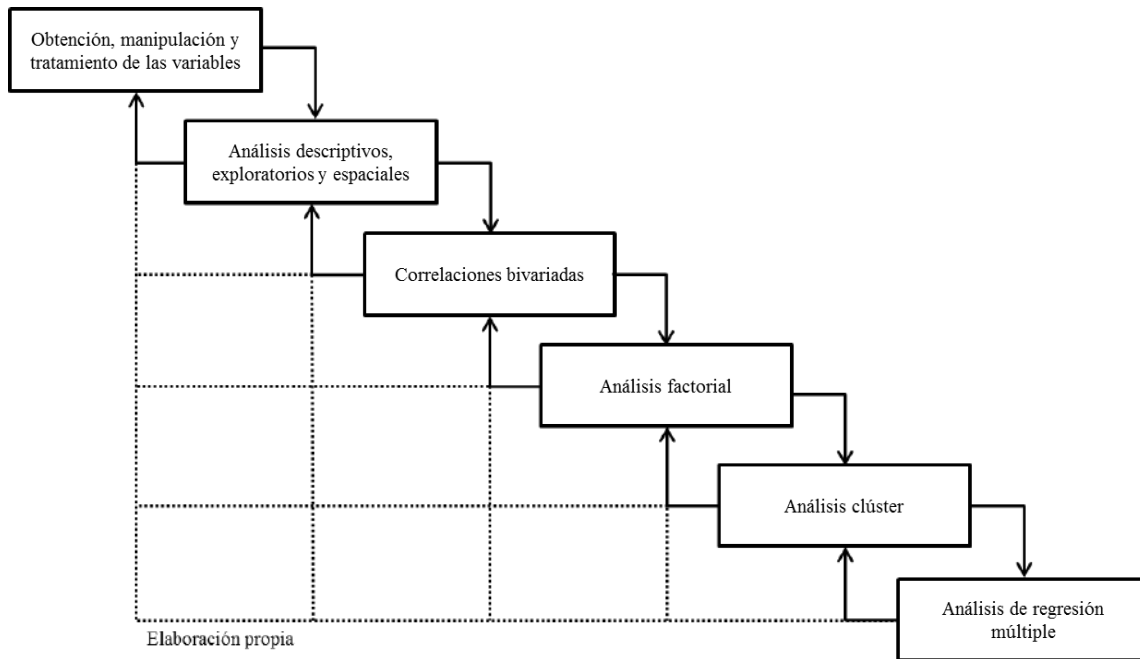 Obtención, manipulación y
tratamiento de las variables
Análisis descriptivos,
exploratorios y espaciales
Correlaciones bivariadas
Análisis factorial
Análisis clúster
Análisis de regresión
múltiple
Elaboración propia